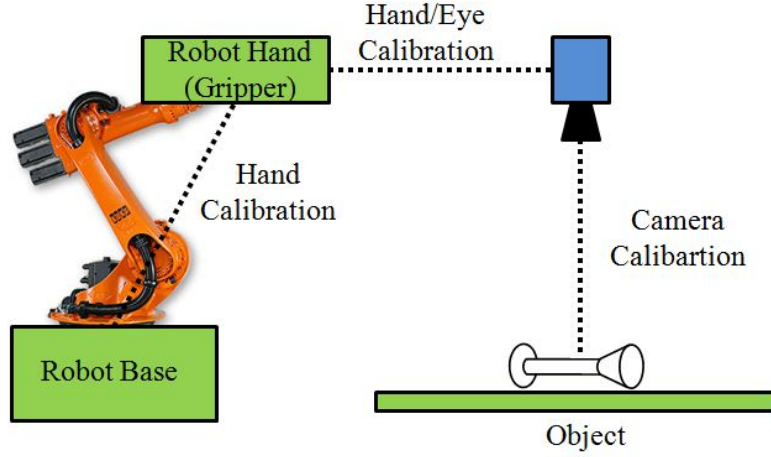 Hand/Eye
Calibration
Robot Hand
(Gripper)
Hand
Calibration
Camera
Calibartion
Robot Base
Object